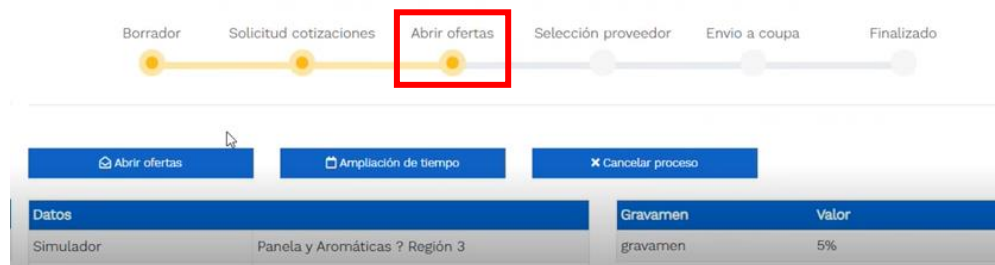 Borrador Solicitud cotizaciones Abrir ofertas Selección proveedor Envio a coupa Finalizado
Abrir ofertas Ampliación de tiempo Cancelar proceso
Datos Gravamen Valor
Simulador Panela y Aromáticas ? Región 3 gravamen 5%